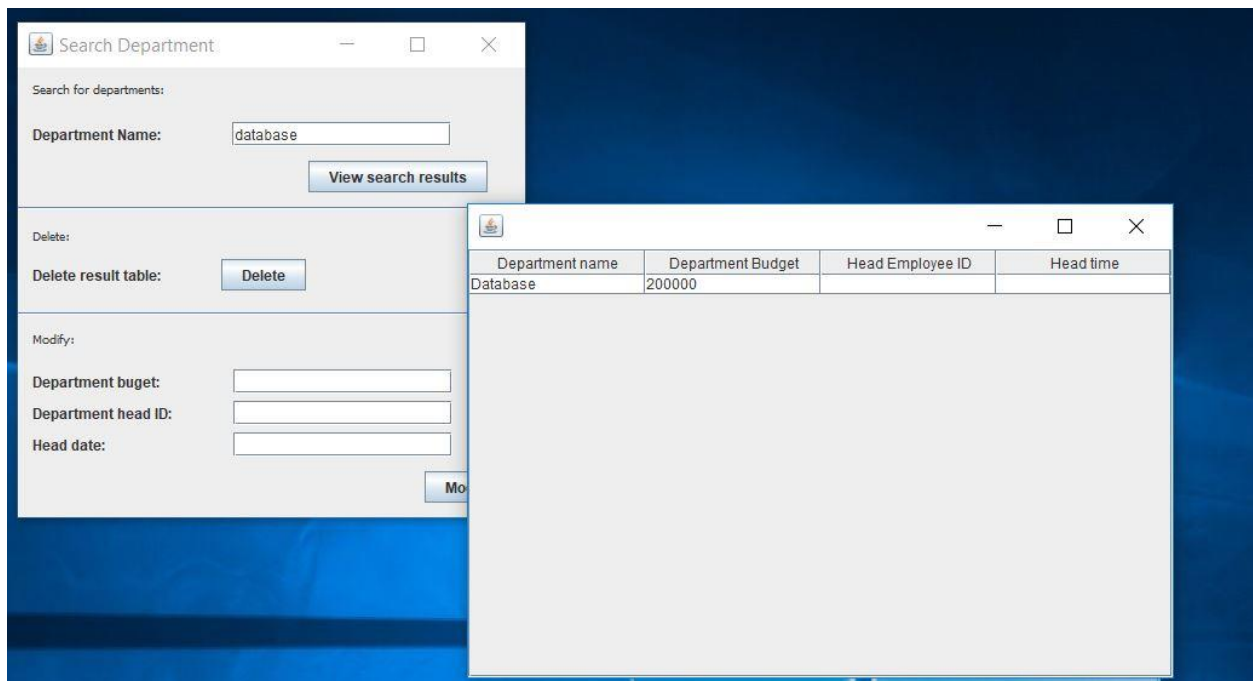 Search Department
Search for departments:
Department Name: database
View search results
Delete:
Delete result table: Delete
Modify:
Department buget:
Department head ID:
Head date:
Department name Department Budget Head Employee ID Head time
Database 200000